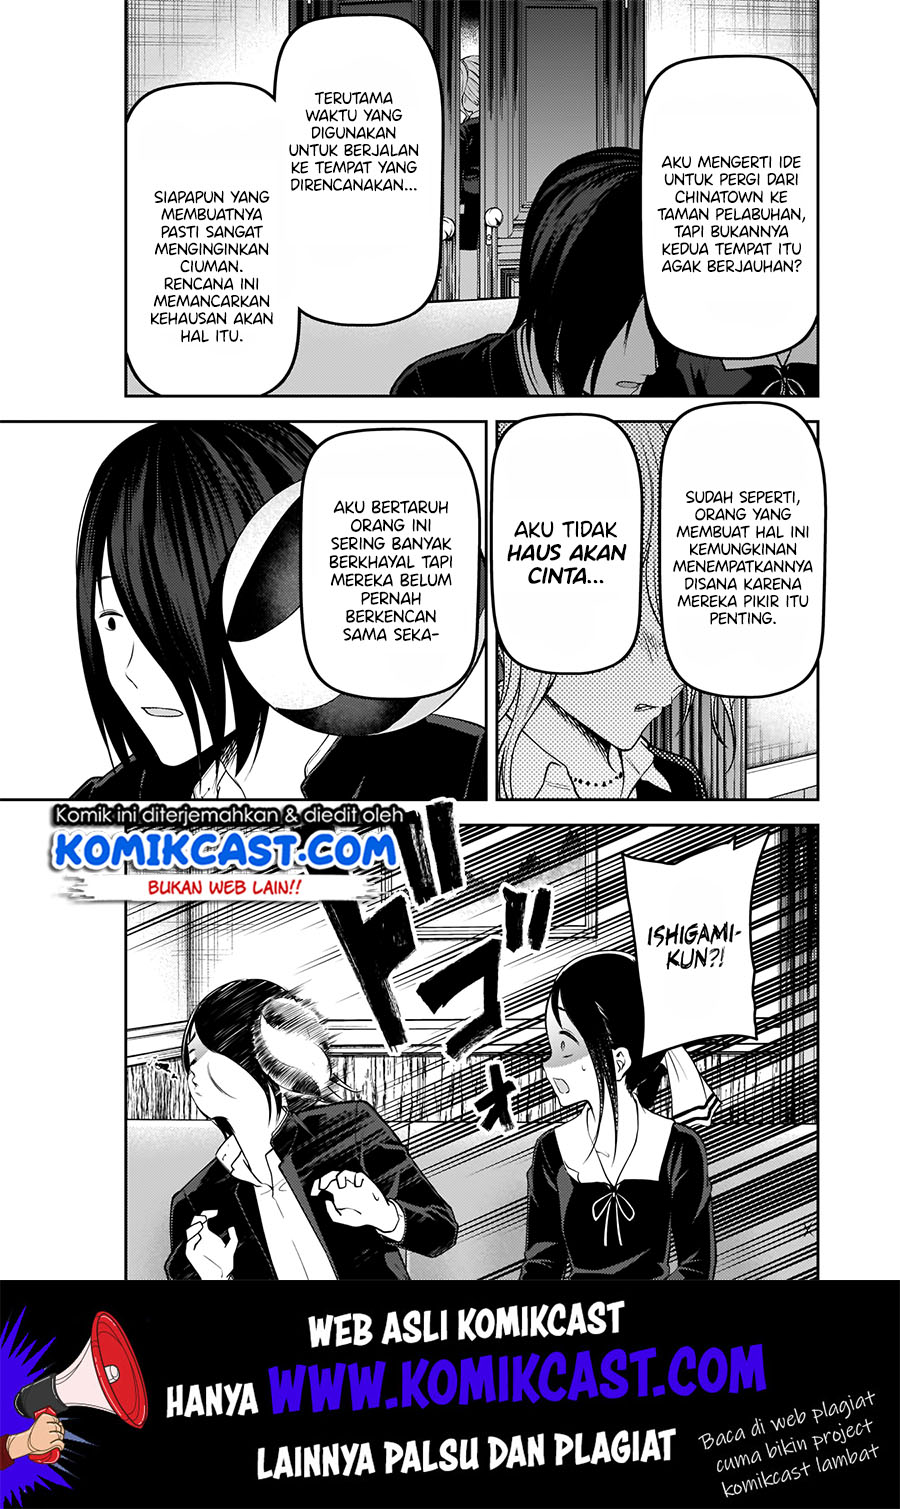 AKU MENGERTI IDE
UNTUK PERGI DARI
CHINATOWN KE
TAMAN PELABUHAN,
TAPI BUKANNYA
KEDUA TEMPAT ITU
AGAK BERJAUHAN?
TERUTAMA
WAKTU YANG
DIGUNAKAN
UNTUK BERJALAN
KE TEMPAT YANG
DIRENCANAKAN...
SIAPAPUN YANG
MEMBUATNYA
PASTI SANGAT
MENGINGINKAN
CIUMAN.
RENCANA INI
MEMANCARKAN
KEHAUSAN AKAN
HAL ITU.
SUDAH SEPERTI,
ORANG YANG
MEMBUAT HAL INI
KEMUNGKINAN
MENEMPATKANNYA
DISANA KARENA
MEREKA PIKIR ITU
PENTING.
AKU TIDAK
HAUS AKAN
CINTA...
AKU BERTARUH
ORANG INI
SERING BANYAK
BERKHAYAL TAPI
MEREKA BELUM
PERNAH
BERKENCAN
SAMA SEKA-
Komik ini diterjemahkan & diedit oleh
KOMIKCAST.COM
BUKAN WEB LAIN!!
ISHIGAMI-
KUN?!
ドゴォ
WEB ASLI KOMIKCAST
HANYA WWW.KOMIKCAST.COM
LAINNYA PALSU DAN PLAGIAT
Baca di web plagiat
cuma bikin project
komikcast lambat